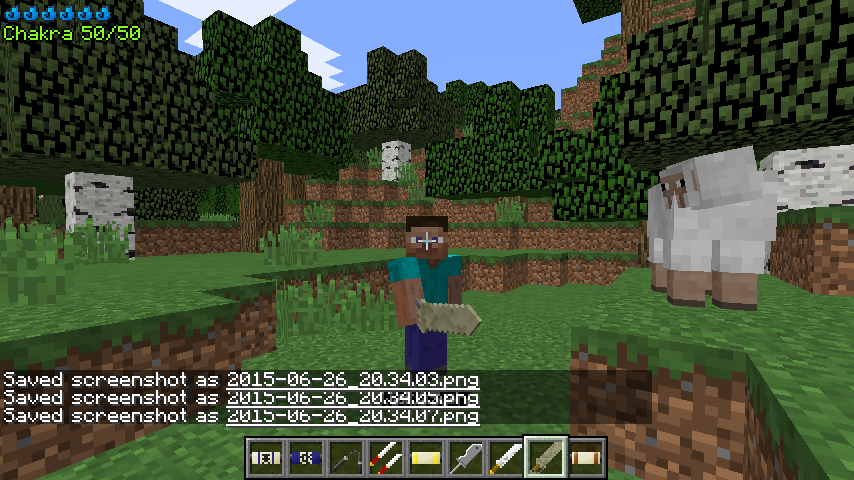 Chakra 50/50
Saved screenshot as 2015-06-26_20.34.03.png
Saved screenshot as 2015-06-26_20.34.05.png
Saved screenshot as 2015-06-26_20.34.07.png